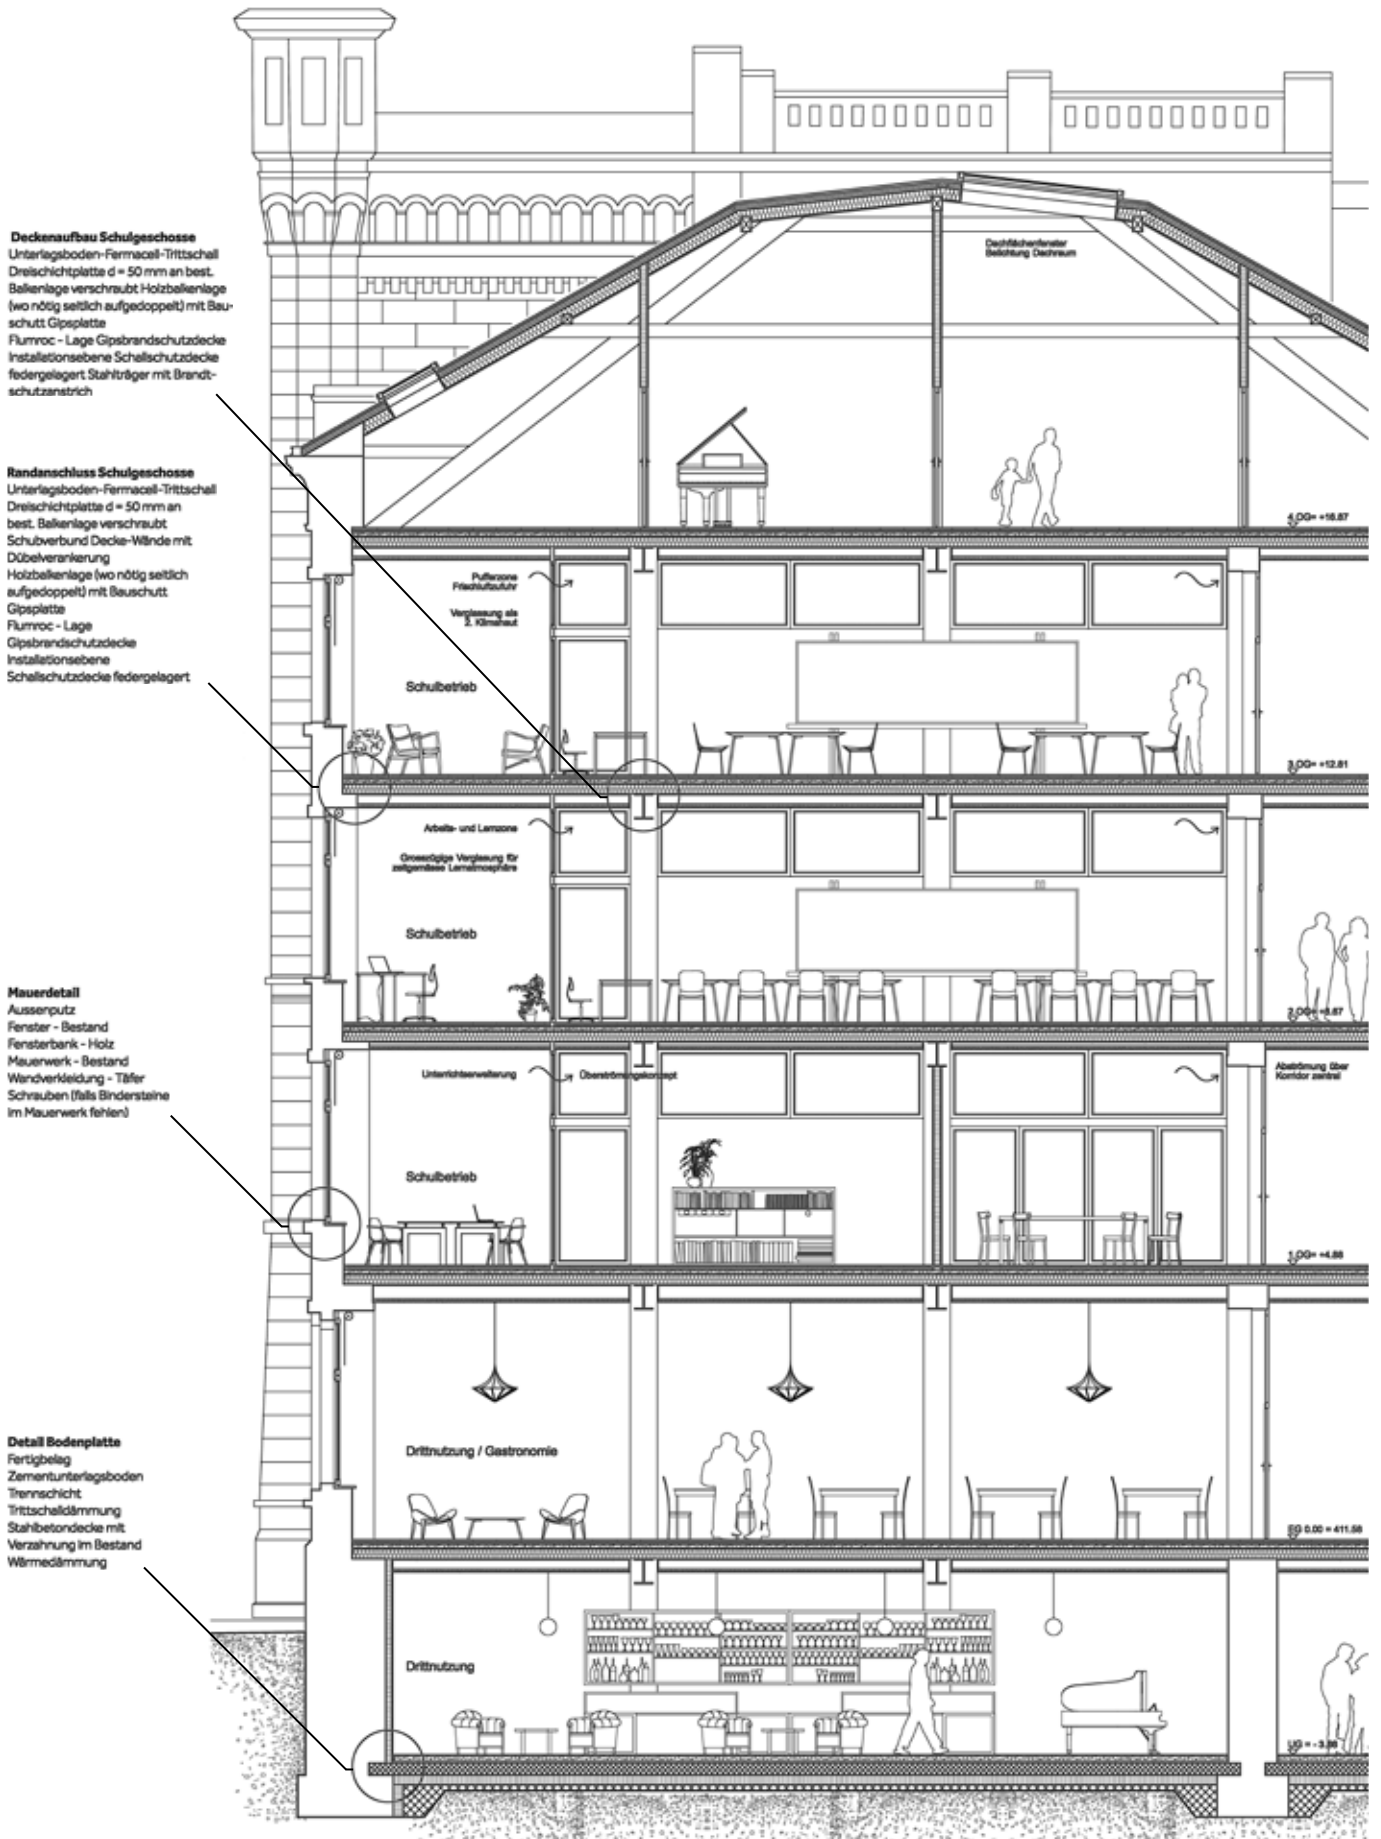 Deckenaufbau Schulgeschosse
Unterlagsboden-Fermacell-Trittschall
Dreischichtplatte d = 50 mm an best.
Balkenlage verschraubt Holzbalkenlage
(wo nötig seitlich aufgedoppelt) mit Bau-
schutt Gipsplatte
Flumroc - Lage Gipsbrandschutzdecke
Installationsebene Schallschutzdecke
federgelagert Stahlträger mit Brandt-
schutzanstrich
Randanschluss Schulgeschosse
Unterlagsboden-Fermacell-Trittschall
Dreischichtplatte d = 50 mm an
best. Balkenlage verschraubt
Schubverbund Decke-Wände mit
Dübelverankerung
Holzbalkenlage (wo nötig seitlich
aufgedoppelt) mit Bauschutt
Gipsplatte
Flumroc - Lage
Gipsbrandschutzdecke
Installationsebene
Schallschutzdecke federgelagert
Mauerdetail
Aussenputz
Fenster - Bestand
Fensterbank - Holz
Mauerwerk - Bestand
Wandverkleidung - Täfer
Schrauben (falls Bindersteine
im Mauerwerk fehlen)
Detail Bodenplatte
Fertigbelag
Zementunterlagsboden
Trennschicht
Trittschalldämmung
Stahlbetondecke mit
Verzahnung im Bestand
Wärmedämmung
Dachflächenfenster
Belichtung Dachraum
4.OG= +16.87
Pufferzone
Frischluftzufuhr
Verglasung als
2. Klimahaut
Schulbetrieb
3.OG= +12.81
Arbeits- und Lernzone
Grosszügige Verglasung für
zeitgemässe Lernatmosphäre
Schulbetrieb
2.OG=
Unterrichtserweiterung
Überströmungskonzept
Abströmung über
Korridor zentral
Schulbetrieb
1.OG= +4.88
Drittnutzung / Gastronomie
EG 0.00 = 411.58
Drittnutzung
UG =